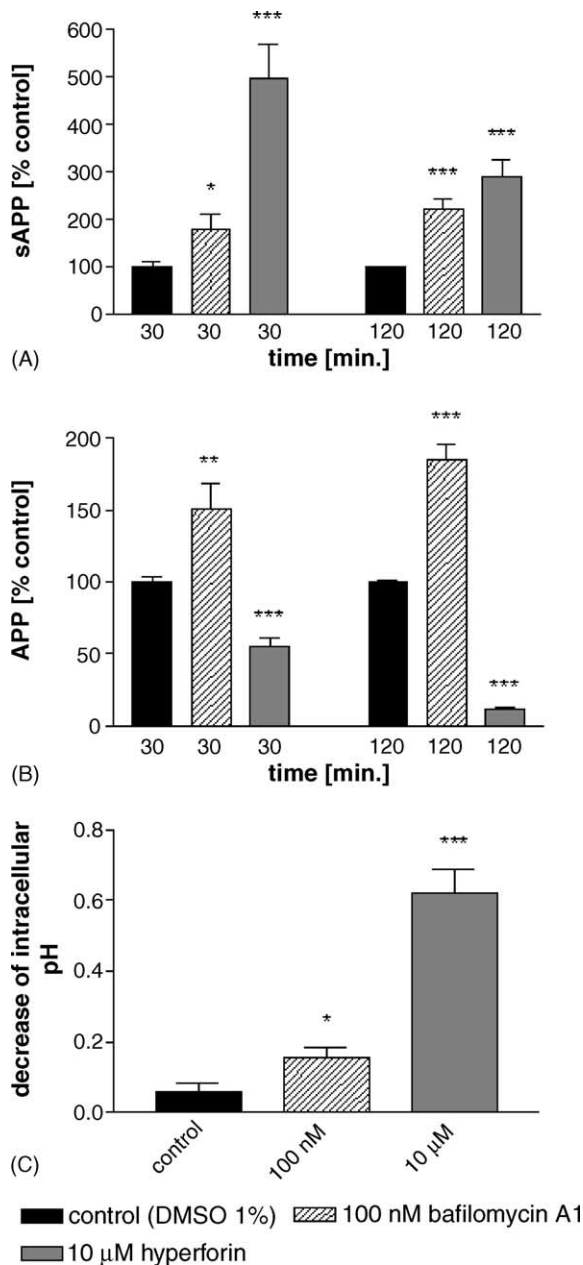 600
500
400
300
200
100
0
sAPP [% control]
*
***
***
***
30 30 30 120 120 120
time [min.]
(A)
200
150
100
50
0
APP [% control]
**
***
***
***
30 30 30 120 120 120
time [min.]
(B)
0.8
0.6
0.4
0.2
0.0
decrease of intracellular
pH
*
***
control 100 nM 10 µM
(C)
control (DMSO 1%) 100 nM bafilomycin A1
10 µM hyperforin